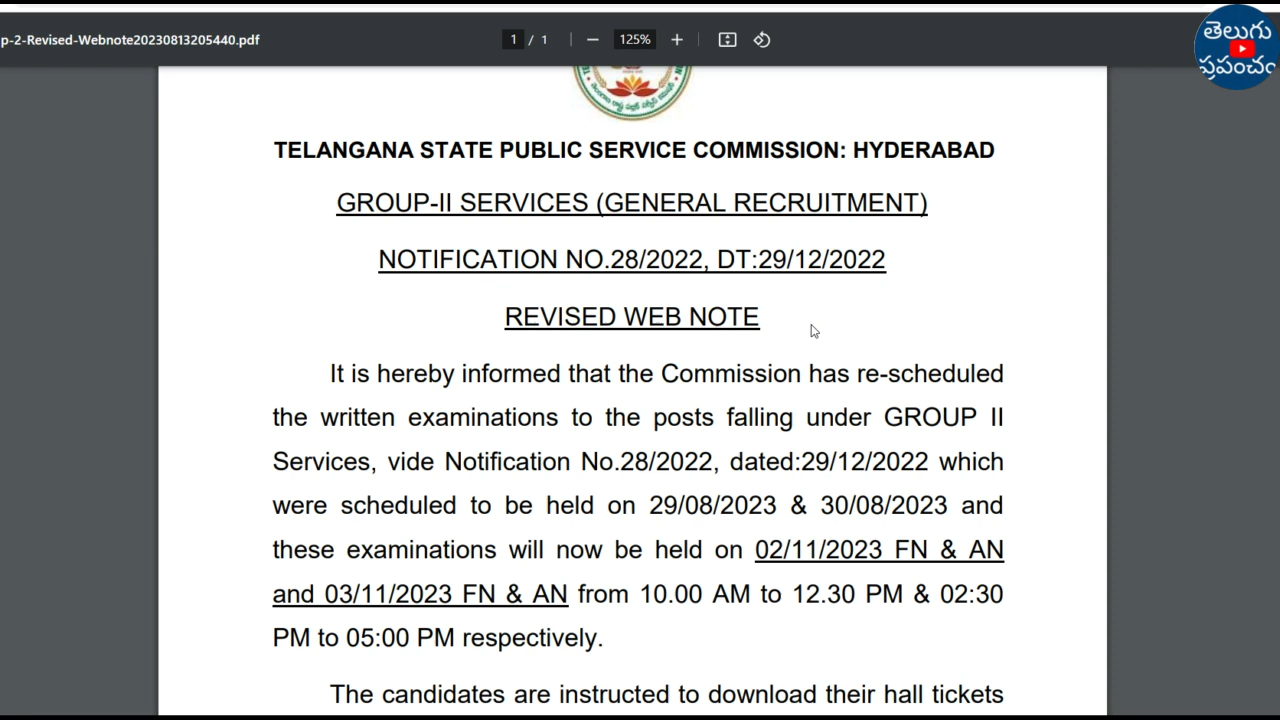 p-2-Revised-Webnote20230813205440.pdf
1 / 1
125%
తెలుగు
ప్రపంచం
తెలంగాణ రాష్ట్ర పబ్లిక్ సర్వీస్ కమిషన్
TELANGANA STATE PUBLIC SERVICE COMMISSION: HYDERABAD
GROUP-II SERVICES (GENERAL RECRUITMENT)
NOTIFICATION NO.28/2022, DT:29/12/2022
REVISED WEB NOTE
It is hereby informed that the Commission has re-scheduled
the written examinations to the posts falling under GROUP II
Services, vide Notification No.28/2022, dated:29/12/2022 which
were scheduled to be held on 29/08/2023 & 30/08/2023 and
these examinations will now be held on 02/11/2023 FN & AN
and 03/11/2023 FN & AN from 10.00 AM to 12.30 PM & 02:30
PM to 05:00 PM respectively.
The candidates are instructed to download their hall tickets